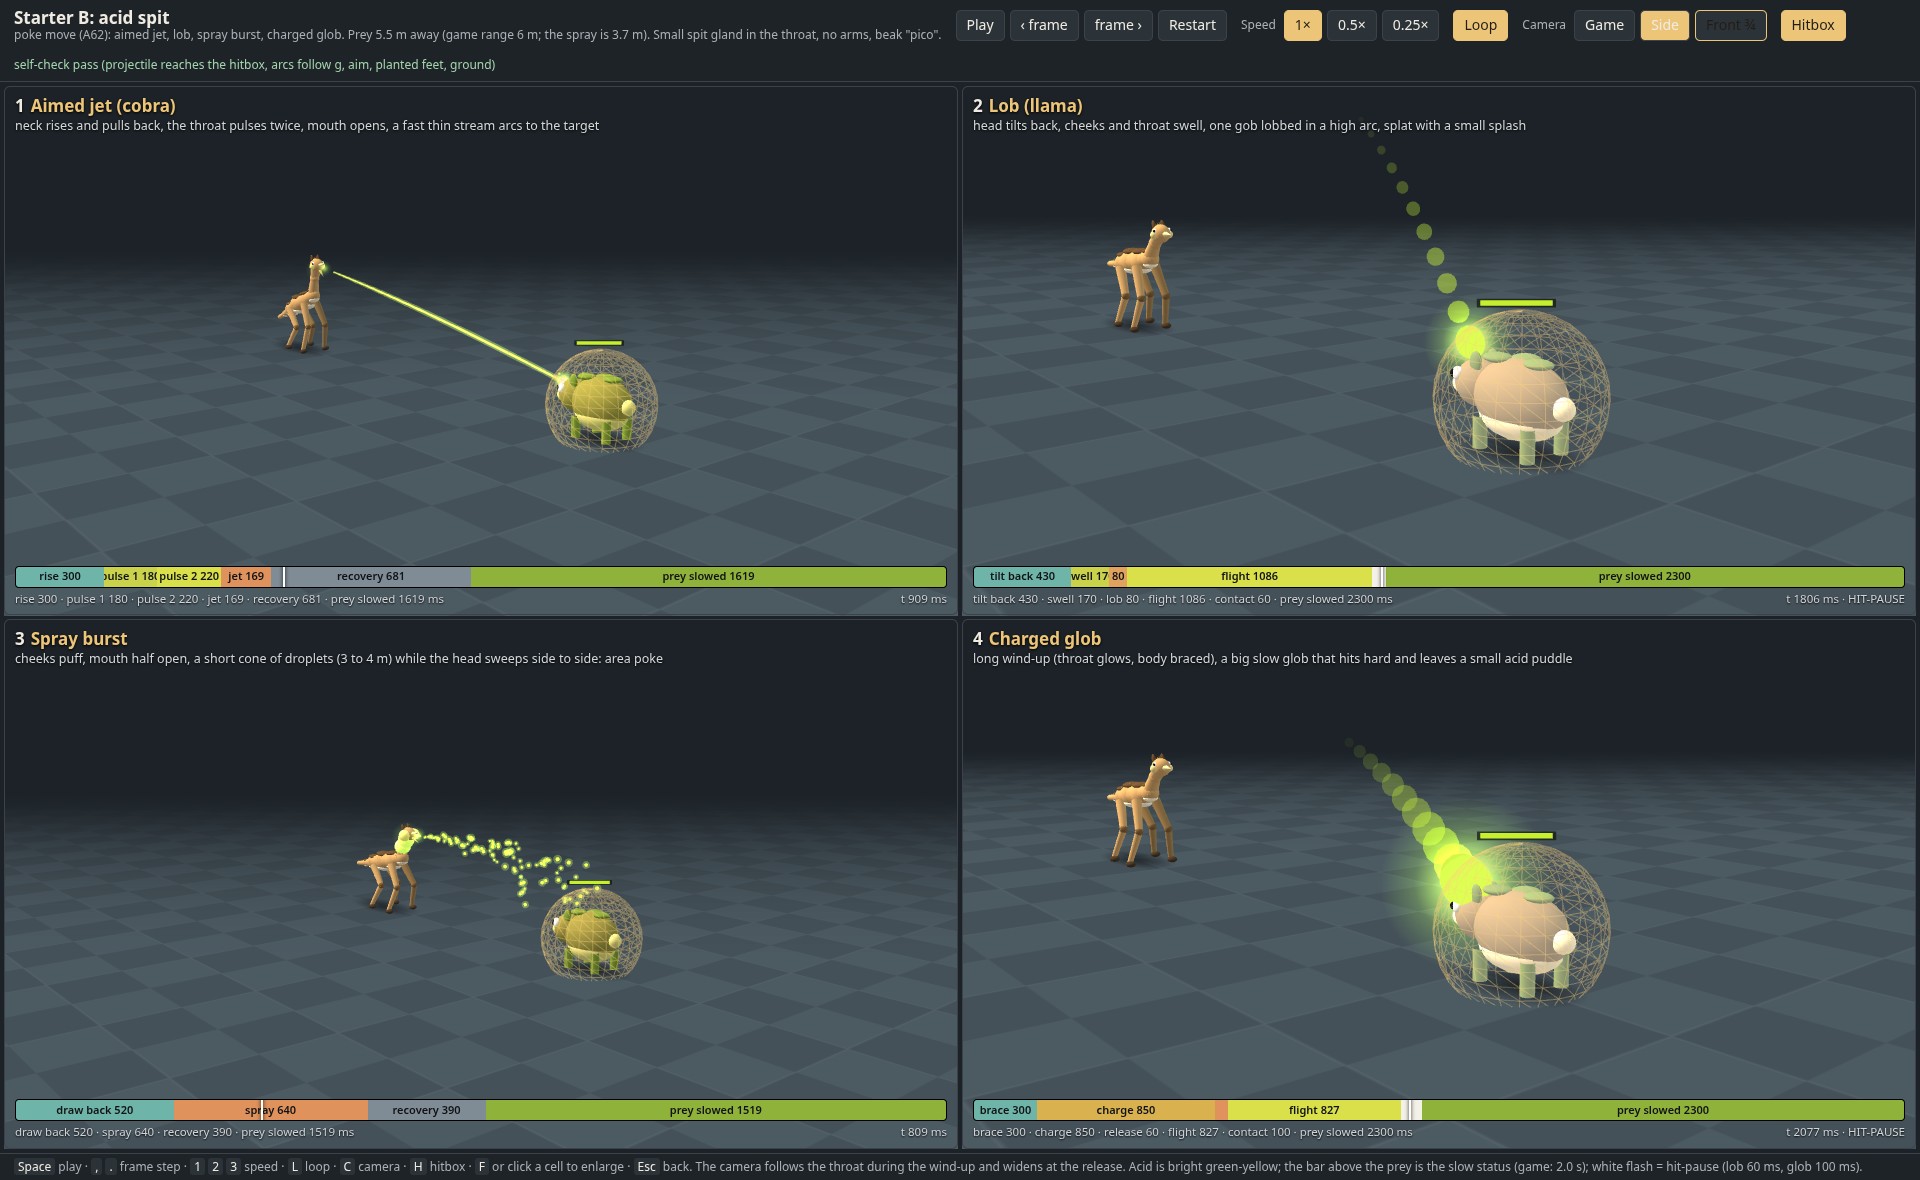 Starter B: acid spit
poke move (A62): aimed jet, lob, spray burst, charged glob. Prey 5.5 m away (game range 6 m; the spray is 3.7 m). Small spit gland in the throat, no arms, beak "pico".
Play ‹ frame frame › Restart Speed 1× 0.5× 0.25× Loop Camera Game Side Front ¾ Hitbox
self-check pass (projectile reaches the hitbox, arcs follow g, aim, planted feet, ground)
1 Aimed jet (cobra)
neck rises and pulls back, the throat pulses twice, mouth opens, a fast thin stream arcs to the target
rise 300 pulse 1 180 pulse 2 220 jet 169 recovery 681 prey slowed 1619
rise 300 · pulse 1 180 · pulse 2 220 · jet 169 · recovery 681 · prey slowed 1619 ms
t 909 ms
2 Lob (llama)
head tilts back, cheeks and throat swell, one gob lobbed in a high arc, splat with a small splash
tilt back 430 well 17 80 flight 1086 prey slowed 2300
tilt back 430 · swell 170 · lob 80 · flight 1086 · contact 60 · prey slowed 2300 ms
t 1806 ms · HIT-PAUSE
3 Spray burst
cheeks puff, mouth half open, a short cone of droplets (3 to 4 m) while the head sweeps side to side: area poke
draw back 520 spray 640 recovery 390 prey slowed 1519
draw back 520 · spray 640 · recovery 390 · prey slowed 1519 ms
t 809 ms
4 Charged glob
long wind-up (throat glows, body braced), a big slow glob that hits hard and leaves a small acid puddle
brace 300 charge 850 flight 827 prey slowed 2300
brace 300 · charge 850 · release 60 · flight 827 · contact 100 · prey slowed 2300 ms
t 2077 ms · HIT-PAUSE
Space play · , . frame step · 1 2 3 speed · L loop · C camera · H hitbox · F or click a cell to enlarge · Esc back. The camera follows the throat during the wind-up and widens at the release. Acid is bright green-yellow; the bar above the prey is the slow status (game: 2.0 s); white flash = hit-pause (lob 60 ms, glob 100 ms).